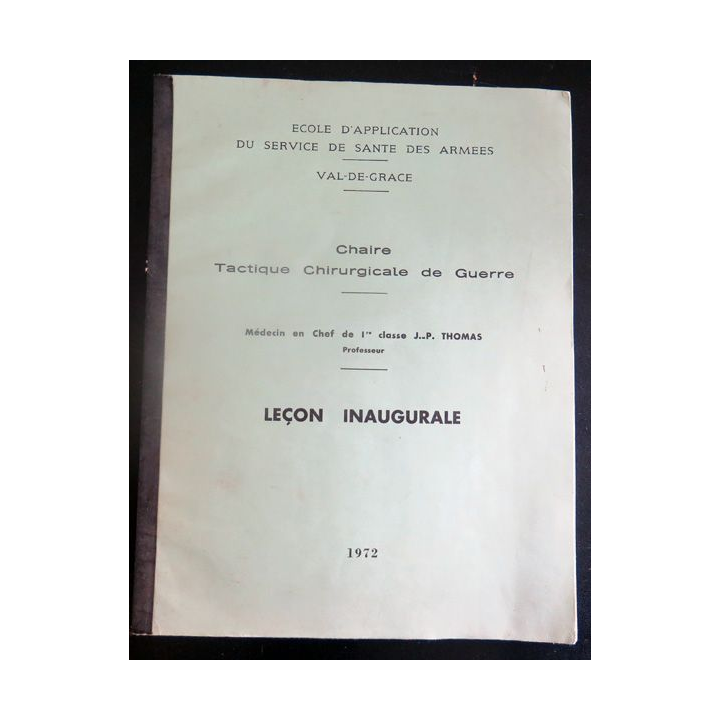 ECOLE D'APPLICATION
DU SERVICE DE SANTE DES ARMEES
VAL-DE-GRACE
Chaire
Tactique Chirurgicale de Guerre
Médecin en Chef de 1re classe J.-P. THOMAS
Professeur
LEÇON INAUGURALE
1972